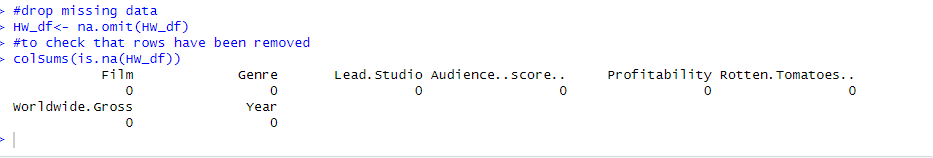 > #drop missing data
> HW_df<- na.omit(HW_df)
> #to check that rows have been removed
> colSums(is.na(HW_df))
Film Genre Lead.Studio Audience..score.. Profitability Rotten.Tomatoes..
0 0 0 0 0 0
Worldwide.Gross Year
0 0
>